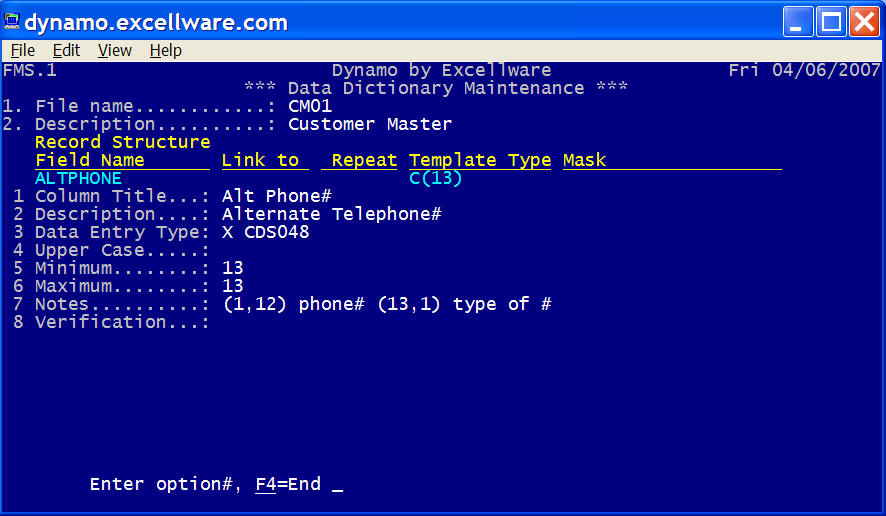 dynamo.excellware.com
File Edit View Help
FMS.1 Dynamo by Excellware Fri 04/06/2007
*** Data Dictionary Maintenance ***
1. File name............: CM01
2. Description..........: Customer Master
Record Structure
Field Name Link to Repeat Template Type Mask
ALTPHONE C(13)
1 Column Title...: Alt Phone#
2 Description....: Alternate Telephone#
3 Data Entry Type: X CDS048
4 Upper Case.....:
5 Minimum........: 13
6 Maximum........: 13
7 Notes..........: (1,12) phone# (13,1) type of #
8 Verification...:
Enter option#, F4=End _